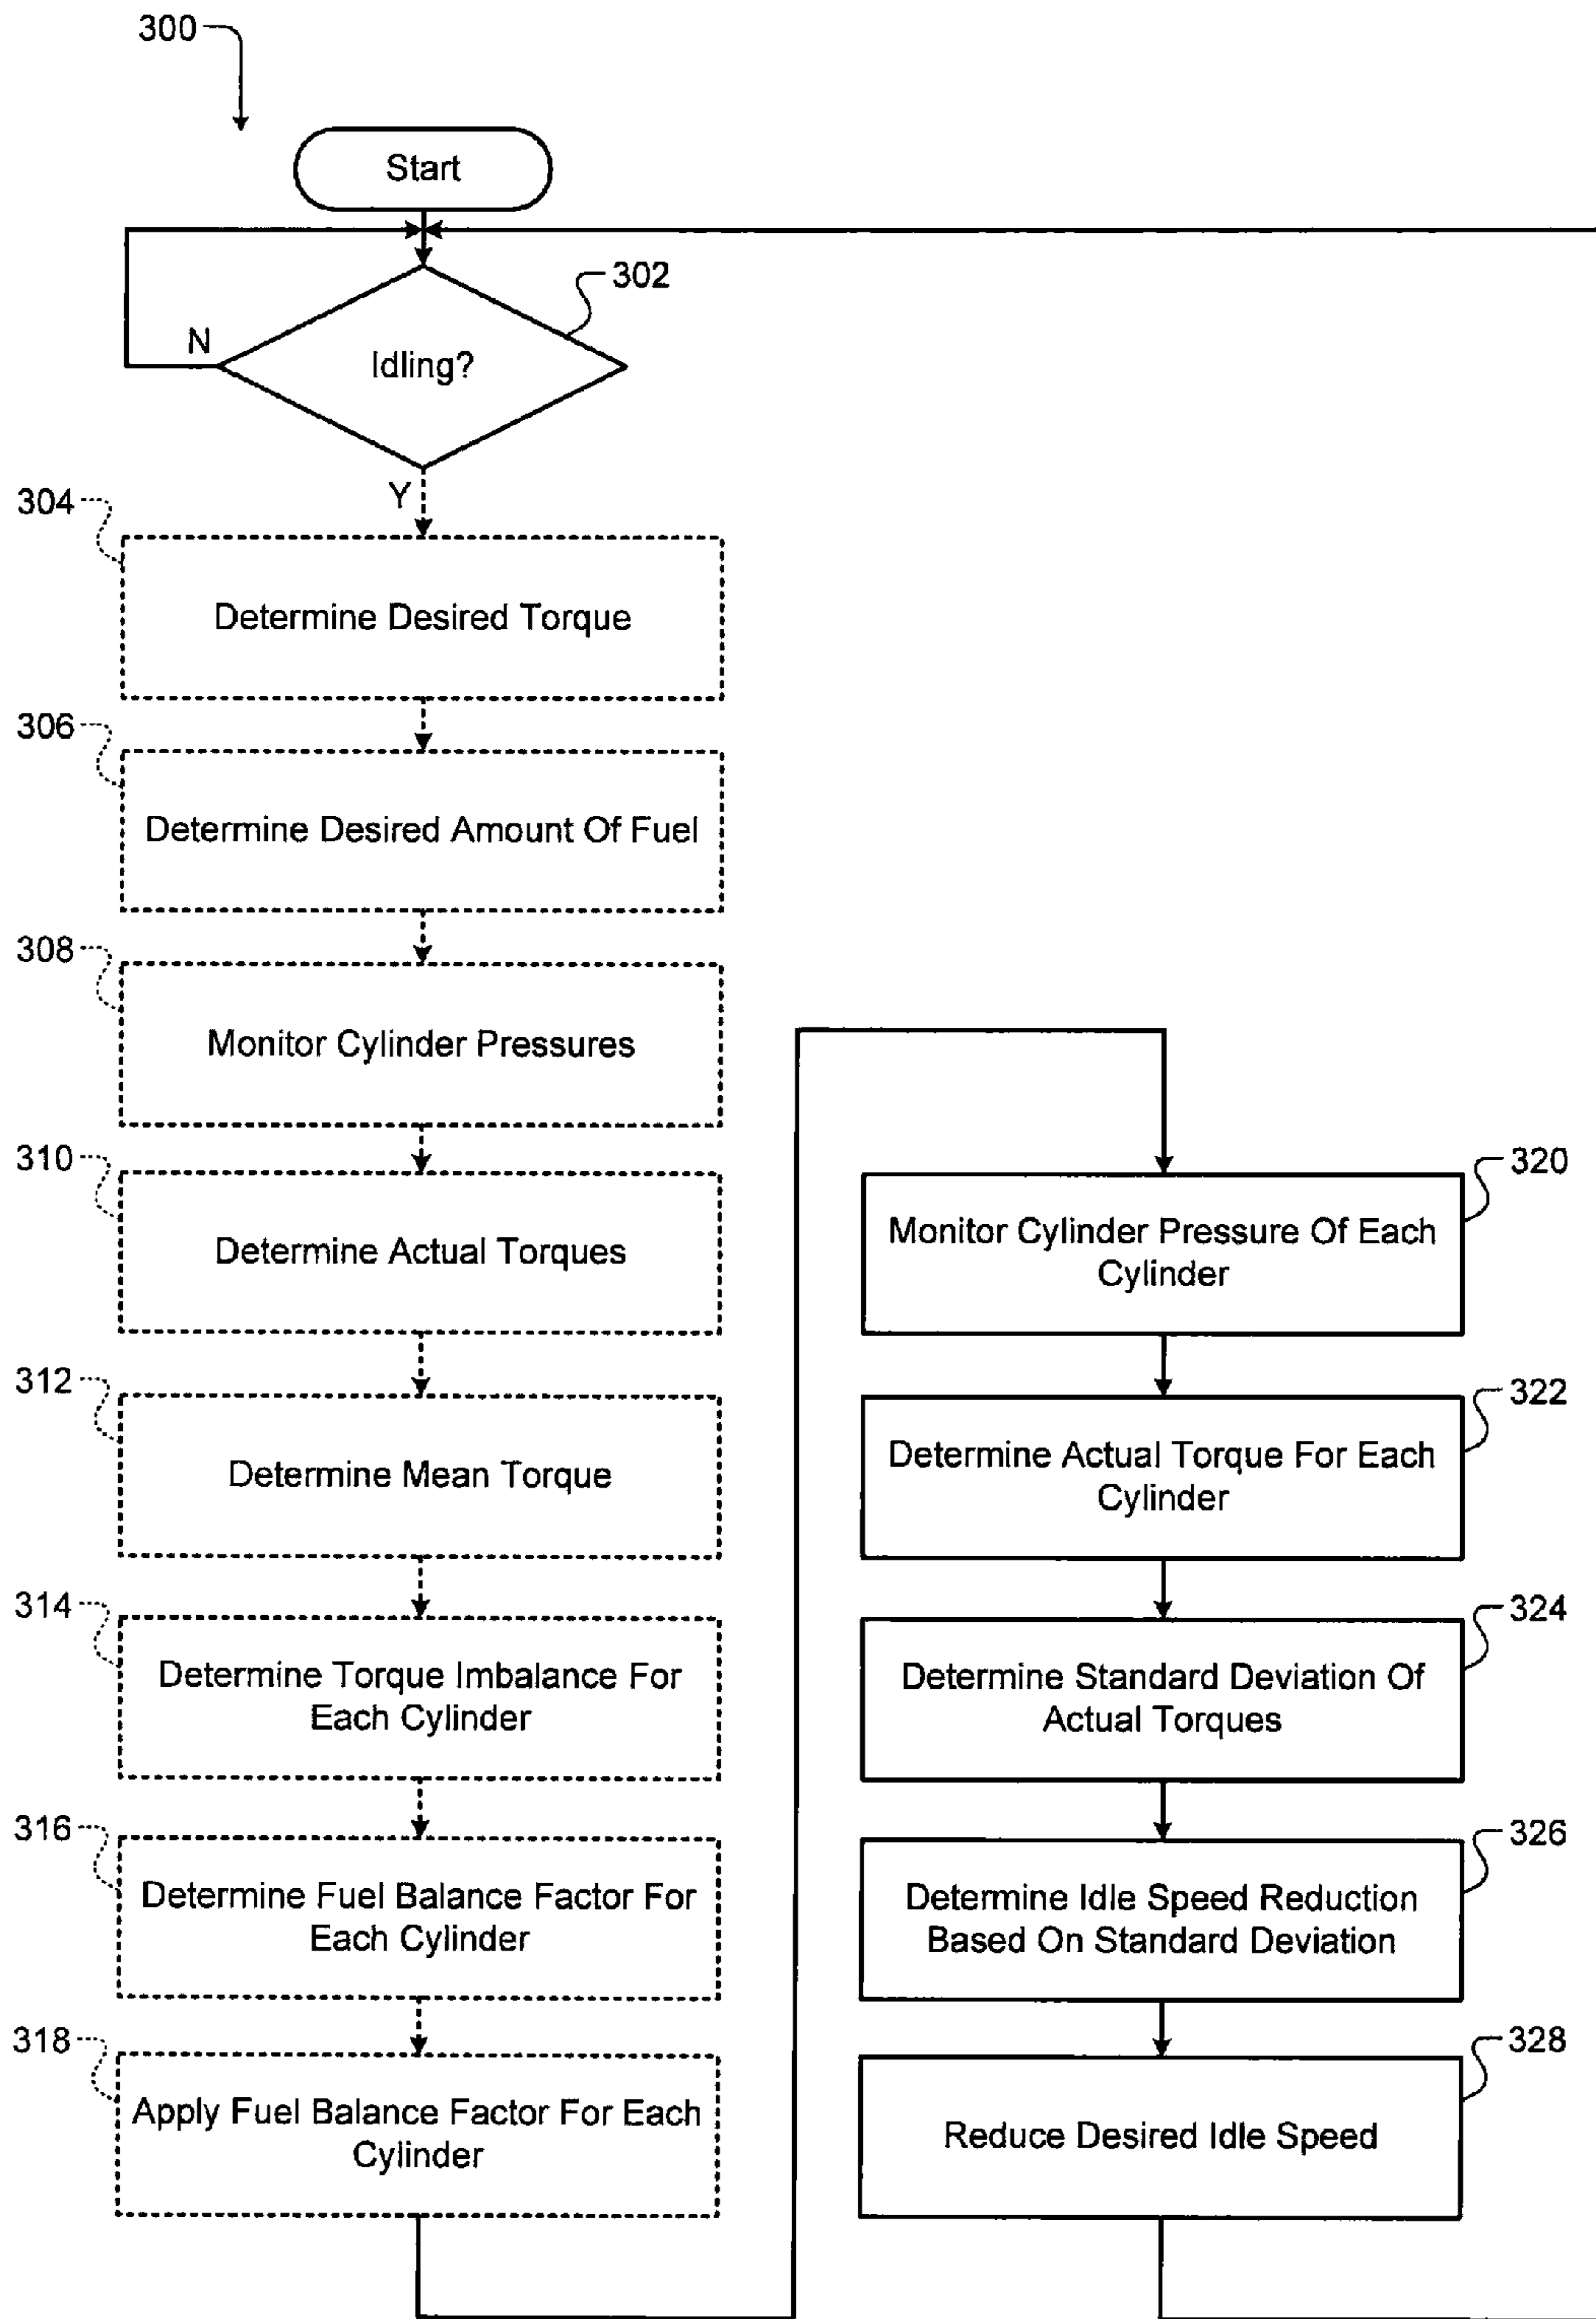 300
Start
302
N
Idling?
Y
304
Determine Desired Torque
306
Determine Desired Amount Of Fuel
308
Monitor Cylinder Pressures
310
Determine Actual Torques
312
Determine Mean Torque
314
Determine Torque Imbalance For
Each Cylinder
316
Determine Fuel Balance Factor For
Each Cylinder
318
Apply Fuel Balance Factor For Each
Cylinder
320
Monitor Cylinder Pressure Of Each
Cylinder
322
Determine Actual Torque For Each
Cylinder
324
Determine Standard Deviation Of
Actual Torques
326
Determine Idle Speed Reduction
Based On Standard Deviation
328
Reduce Desired Idle Speed